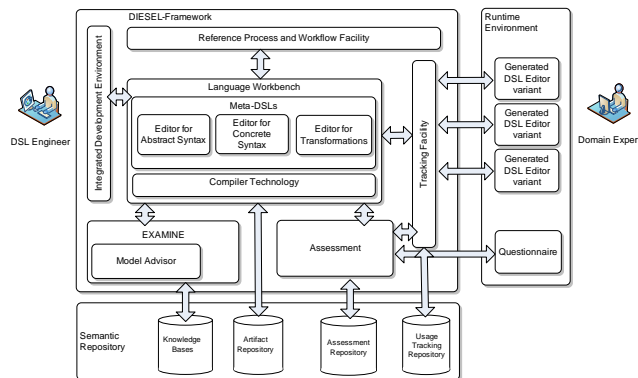 DIESEL-Framework
Runtime
Environment
Reference Process and Workflow Facility
Integrated Development Environment
Language Workbench
Meta-DSLs
Editor for
Abstract Syntax
Editor for
Concrete
Syntax
Editor for
Transformations
Compiler Technology
Tracking Facility
Generated
DSL Editor
variant
Generated
DSL Editor
variant
Generated
DSL Editor
variant
DSL Engineer
Domain Exper
EXAMINE
Model Advisor
Assessment
Questionnaire
Semantic
Repository
Knowledge
Bases
Artifact
Repository
Assessment
Repository
Usage
Tracking
Repository